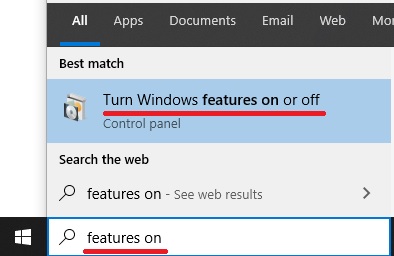 All Apps Documents Email Web
Best match
Turn Windows features on or off
Control panel
Search the web
features on - See web results
features on